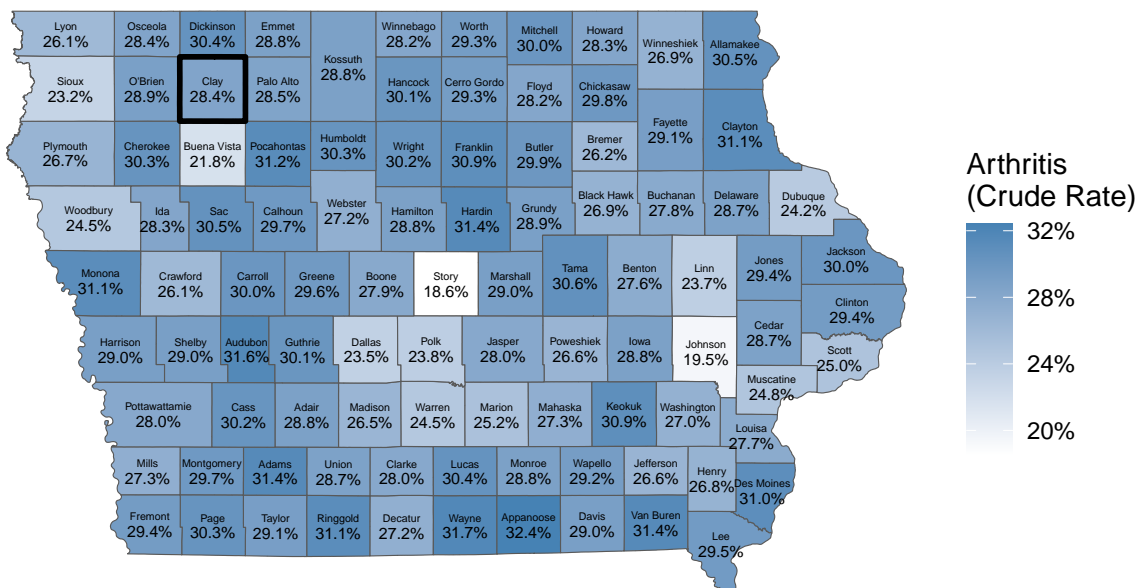 Lyon
26.1%
Osceola
28.4%
Dickinson
30.4%
Emmet
28.8%
Kossuth
28.8%
Winnebago
28.2%
Worth
29.3%
Mitchell
30.0%
Howard
28.3%
Winneshiek
26.9%
Allamakee
30.5%
Sioux
23.2%
O'Brien
28.9%
Clay
28.4%
Palo Alto
28.5%
Hancock
30.1%
Cerro Gordo
29.3%
Floyd
28.2%
Chickasaw
29.8%
Plymouth
26.7%
Cherokee
30.3%
Buena Vista
21.8%
Pocahontas
31.2%
Humboldt
30.3%
Wright
30.2%
Franklin
30.9%
Butler
29.9%
Bremer
26.2%
Fayette
29.1%
Clayton
31.1%
Woodbury
24.5%
Ida
28.3%
Sac
30.5%
Calhoun
29.7%
Webster
27.2%
Hamilton
28.8%
Hardin
31.4%
Grundy
28.9%
Black Hawk
26.9%
Buchanan
27.8%
Delaware
28.7%
Dubuque
24.2%
Monona
31.1%
Crawford
26.1%
Carroll
30.0%
Greene
29.6%
Boone
27.9%
Story
18.6%
Marshall
29.0%
Tama
30.6%
Benton
27.6%
Linn
23.7%
Jones
29.4%
Jackson
30.0%
Clinton
29.4%
Harrison
29.0%
Shelby
29.0%
Audubon
31.6%
Guthrie
30.1%
Dallas
23.5%
Polk
23.8%
Jasper
28.0%
Poweshiek
26.6%
Iowa
28.8%
Johnson
19.5%
Cedar
28.7%
Scott
25.0%
Muscatine
24.8%
Pottawattamie
28.0%
Cass
30.2%
Adair
28.8%
Madison
26.5%
Warren
24.5%
Marion
25.2%
Mahaska
27.3%
Keokuk
30.9%
Washington
27.0%
Louisa
27.7%
Mills
27.3%
Montgomery
29.7%
Adams
31.4%
Union
28.7%
Clarke
28.0%
Lucas
30.4%
Monroe
28.8%
Wapello
29.2%
Jefferson
26.6%
Henry
26.8%
Des Moines
31.0%
Fremont
29.4%
Page
30.3%
Taylor
29.1%
Ringgold
31.1%
Decatur
27.2%
Wayne
31.7%
Appanoose
32.4%
Davis
29.0%
Van Buren
31.4%
Lee
29.5%
Arthritis
(Crude Rate)
32%
28%
24%
20%